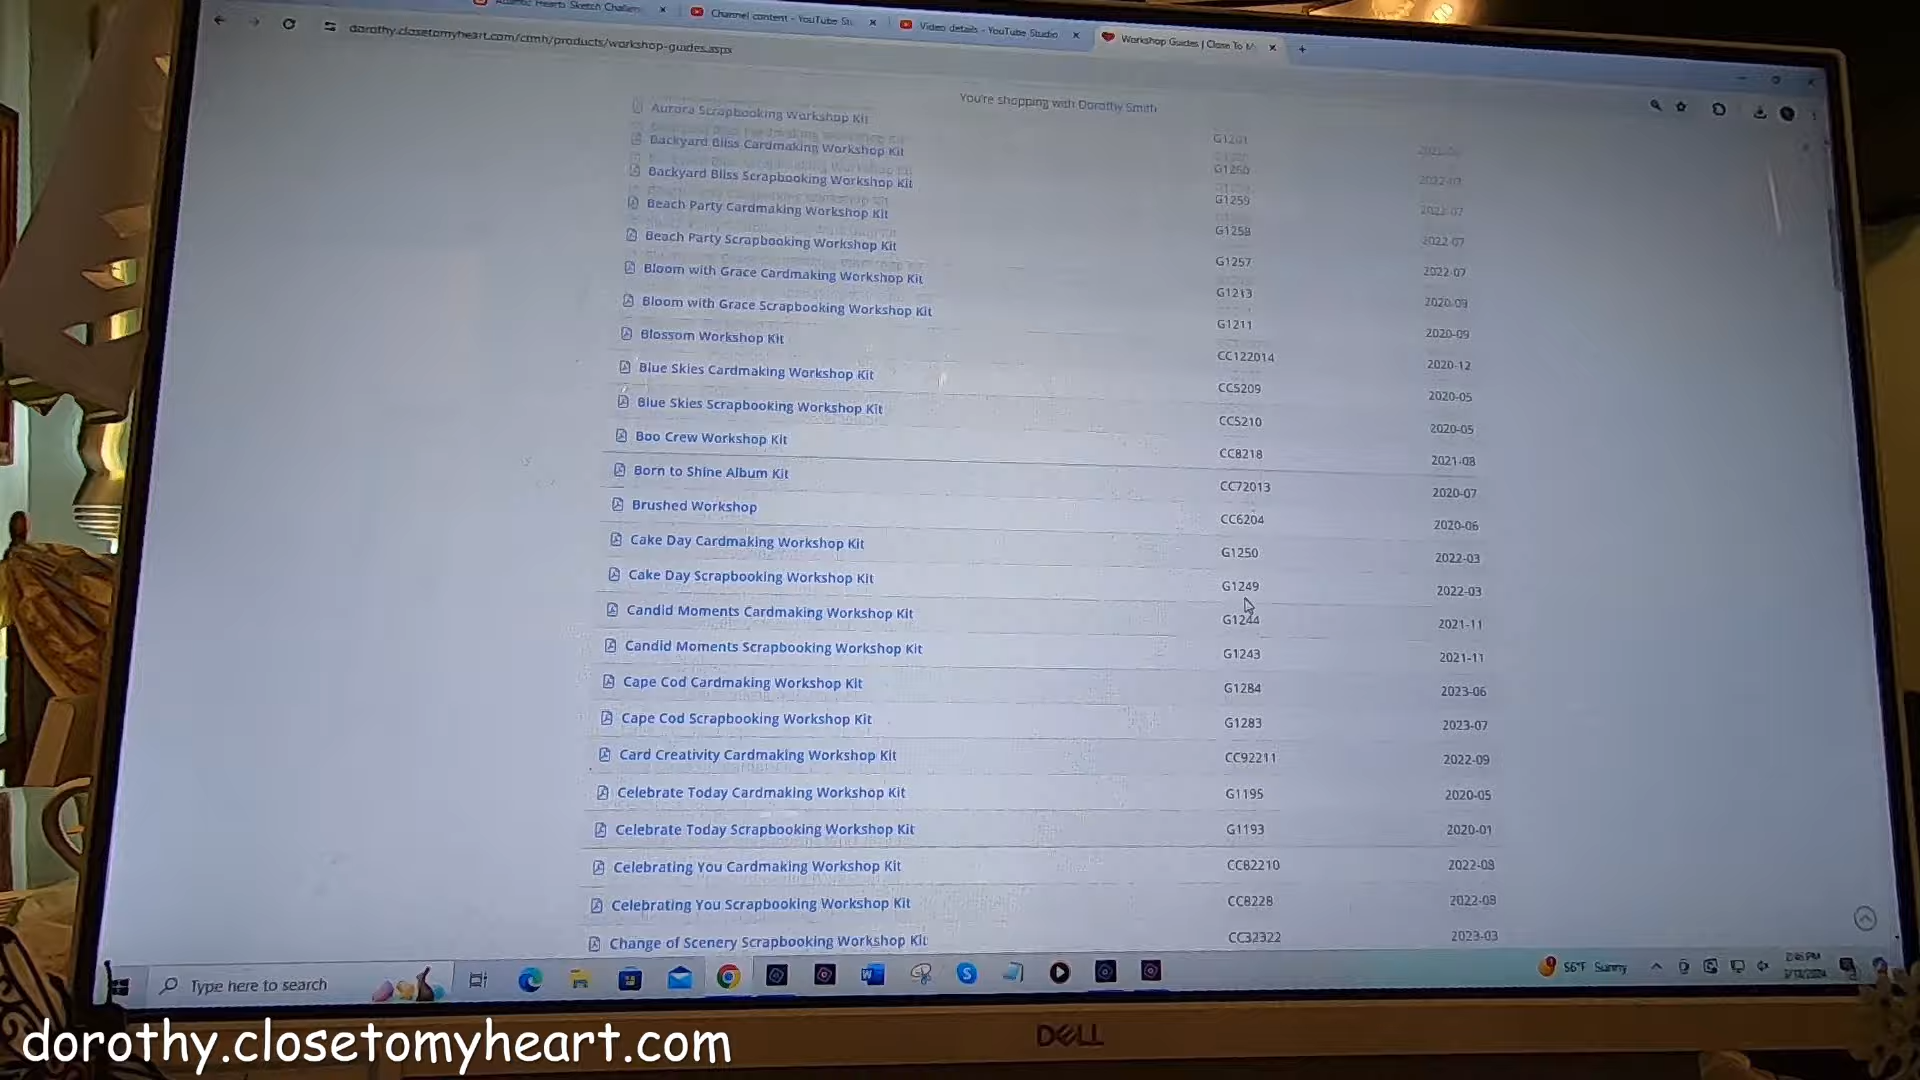 Hearts Sketch Challen
Channel content - YouTube St
Video details - YouTube Studio
Workshop Guides | Close To M
dorothy.closetomyheart.com/ctmh/products/workshop-guides.aspx
You're shopping with Dorothy Smith
Aurora Scrapbooking Workshop Kit G1201
Backyard Bliss Cardmaking Workshop Kit G1260
Backyard Bliss Scrapbooking Workshop Kit G1259 2022-07
Beach Party Cardmaking Workshop Kit G1258 2022-07
Beach Party Scrapbooking Workshop Kit G1257 2022-07
Bloom with Grace Cardmaking Workshop Kit G1213 2020-09
Bloom with Grace Scrapbooking Workshop Kit G1211 2020-09
Blossom Workshop Kit CC122014 2020-12
Blue Skies Cardmaking Workshop Kit CC5209 2020-05
Blue Skies Scrapbooking Workshop Kit CC5210 2020-05
Boo Crew Workshop Kit CC8218 2021-08
Born to Shine Album Kit CC72013 2020-07
Brushed Workshop CC6204 2020-06
Cake Day Cardmaking Workshop Kit G1250 2022-03
Cake Day Scrapbooking Workshop Kit G1249 2022-03
Candid Moments Cardmaking Workshop Kit G1244 2021-11
Candid Moments Scrapbooking Workshop Kit G1243 2021-11
Cape Cod Cardmaking Workshop Kit G1284 2023-06
Cape Cod Scrapbooking Workshop Kit G1283 2023-07
Card Creativity Cardmaking Workshop Kit CC92211 2022-09
Celebrate Today Cardmaking Workshop Kit G1195 2020-05
Celebrate Today Scrapbooking Workshop Kit G1193 2020-01
Celebrating You Cardmaking Workshop Kit CC82210 2022-08
Celebrating You Scrapbooking Workshop Kit CC8228 2022-08
Change of Scenery Scrapbooking Workshop Kit CC32322 2023-03
Type here to search
56°F Sunny
DELL
dorothy.closetomyheart.com